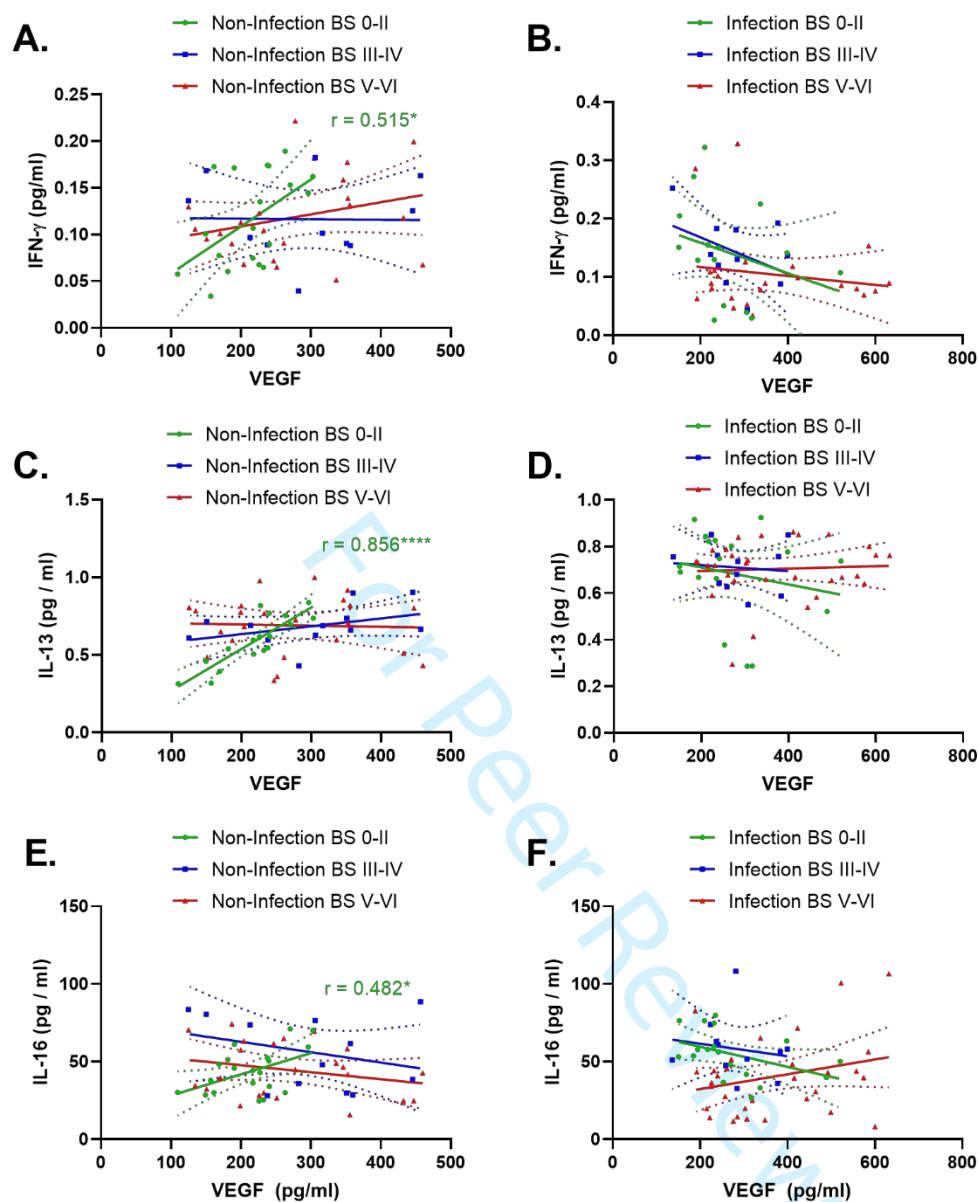 A.
Non-Infection BS 0-II
Non-Infection BS III-IV
Non-Infection BS V-VI
r = 0.515*
IFN-γ (pg/ml)
0.25
0.20
0.15
0.10
0.05
0.00
0 100 200 300 400 500
VEGF
B.
Infection BS 0-II
Infection BS III-IV
Infection BS V-VI
IFN-γ (pg/ml)
0.4
0.3
0.2
0.1
0.0
0 200 400 600 800
VEGF
C.
Non-Infection BS 0-II
Non-Infection BS III-IV
Non-Infection BS V-VI
r = 0.856****
IL-13 (pg / ml)
1.5
1.0
0.5
0.0
0 100 200 300 400 500
VEGF
D.
Infection BS 0-II
Infection BS III-IV
Infection BS V-VI
IL-13 (pg / ml)
1.0
0.8
0.6
0.4
0.2
0.0
0 200 400 600 800
VEGF
E.
Non-Infection BS 0-II
Non-Infection BS III-IV
Non-Infection BS V-VI
r = 0.482*
IL-16 (pg / ml)
150
100
50
0
0 100 200 300 400 500
VEGF (pg/ml)
F.
Infection BS 0-II
Infection BS III-IV
Infection BS V-VI
IL-16 (pg / ml)
150
100
50
0
0 200 400 600 800
VEGF (pg/ml)
For Peer Review